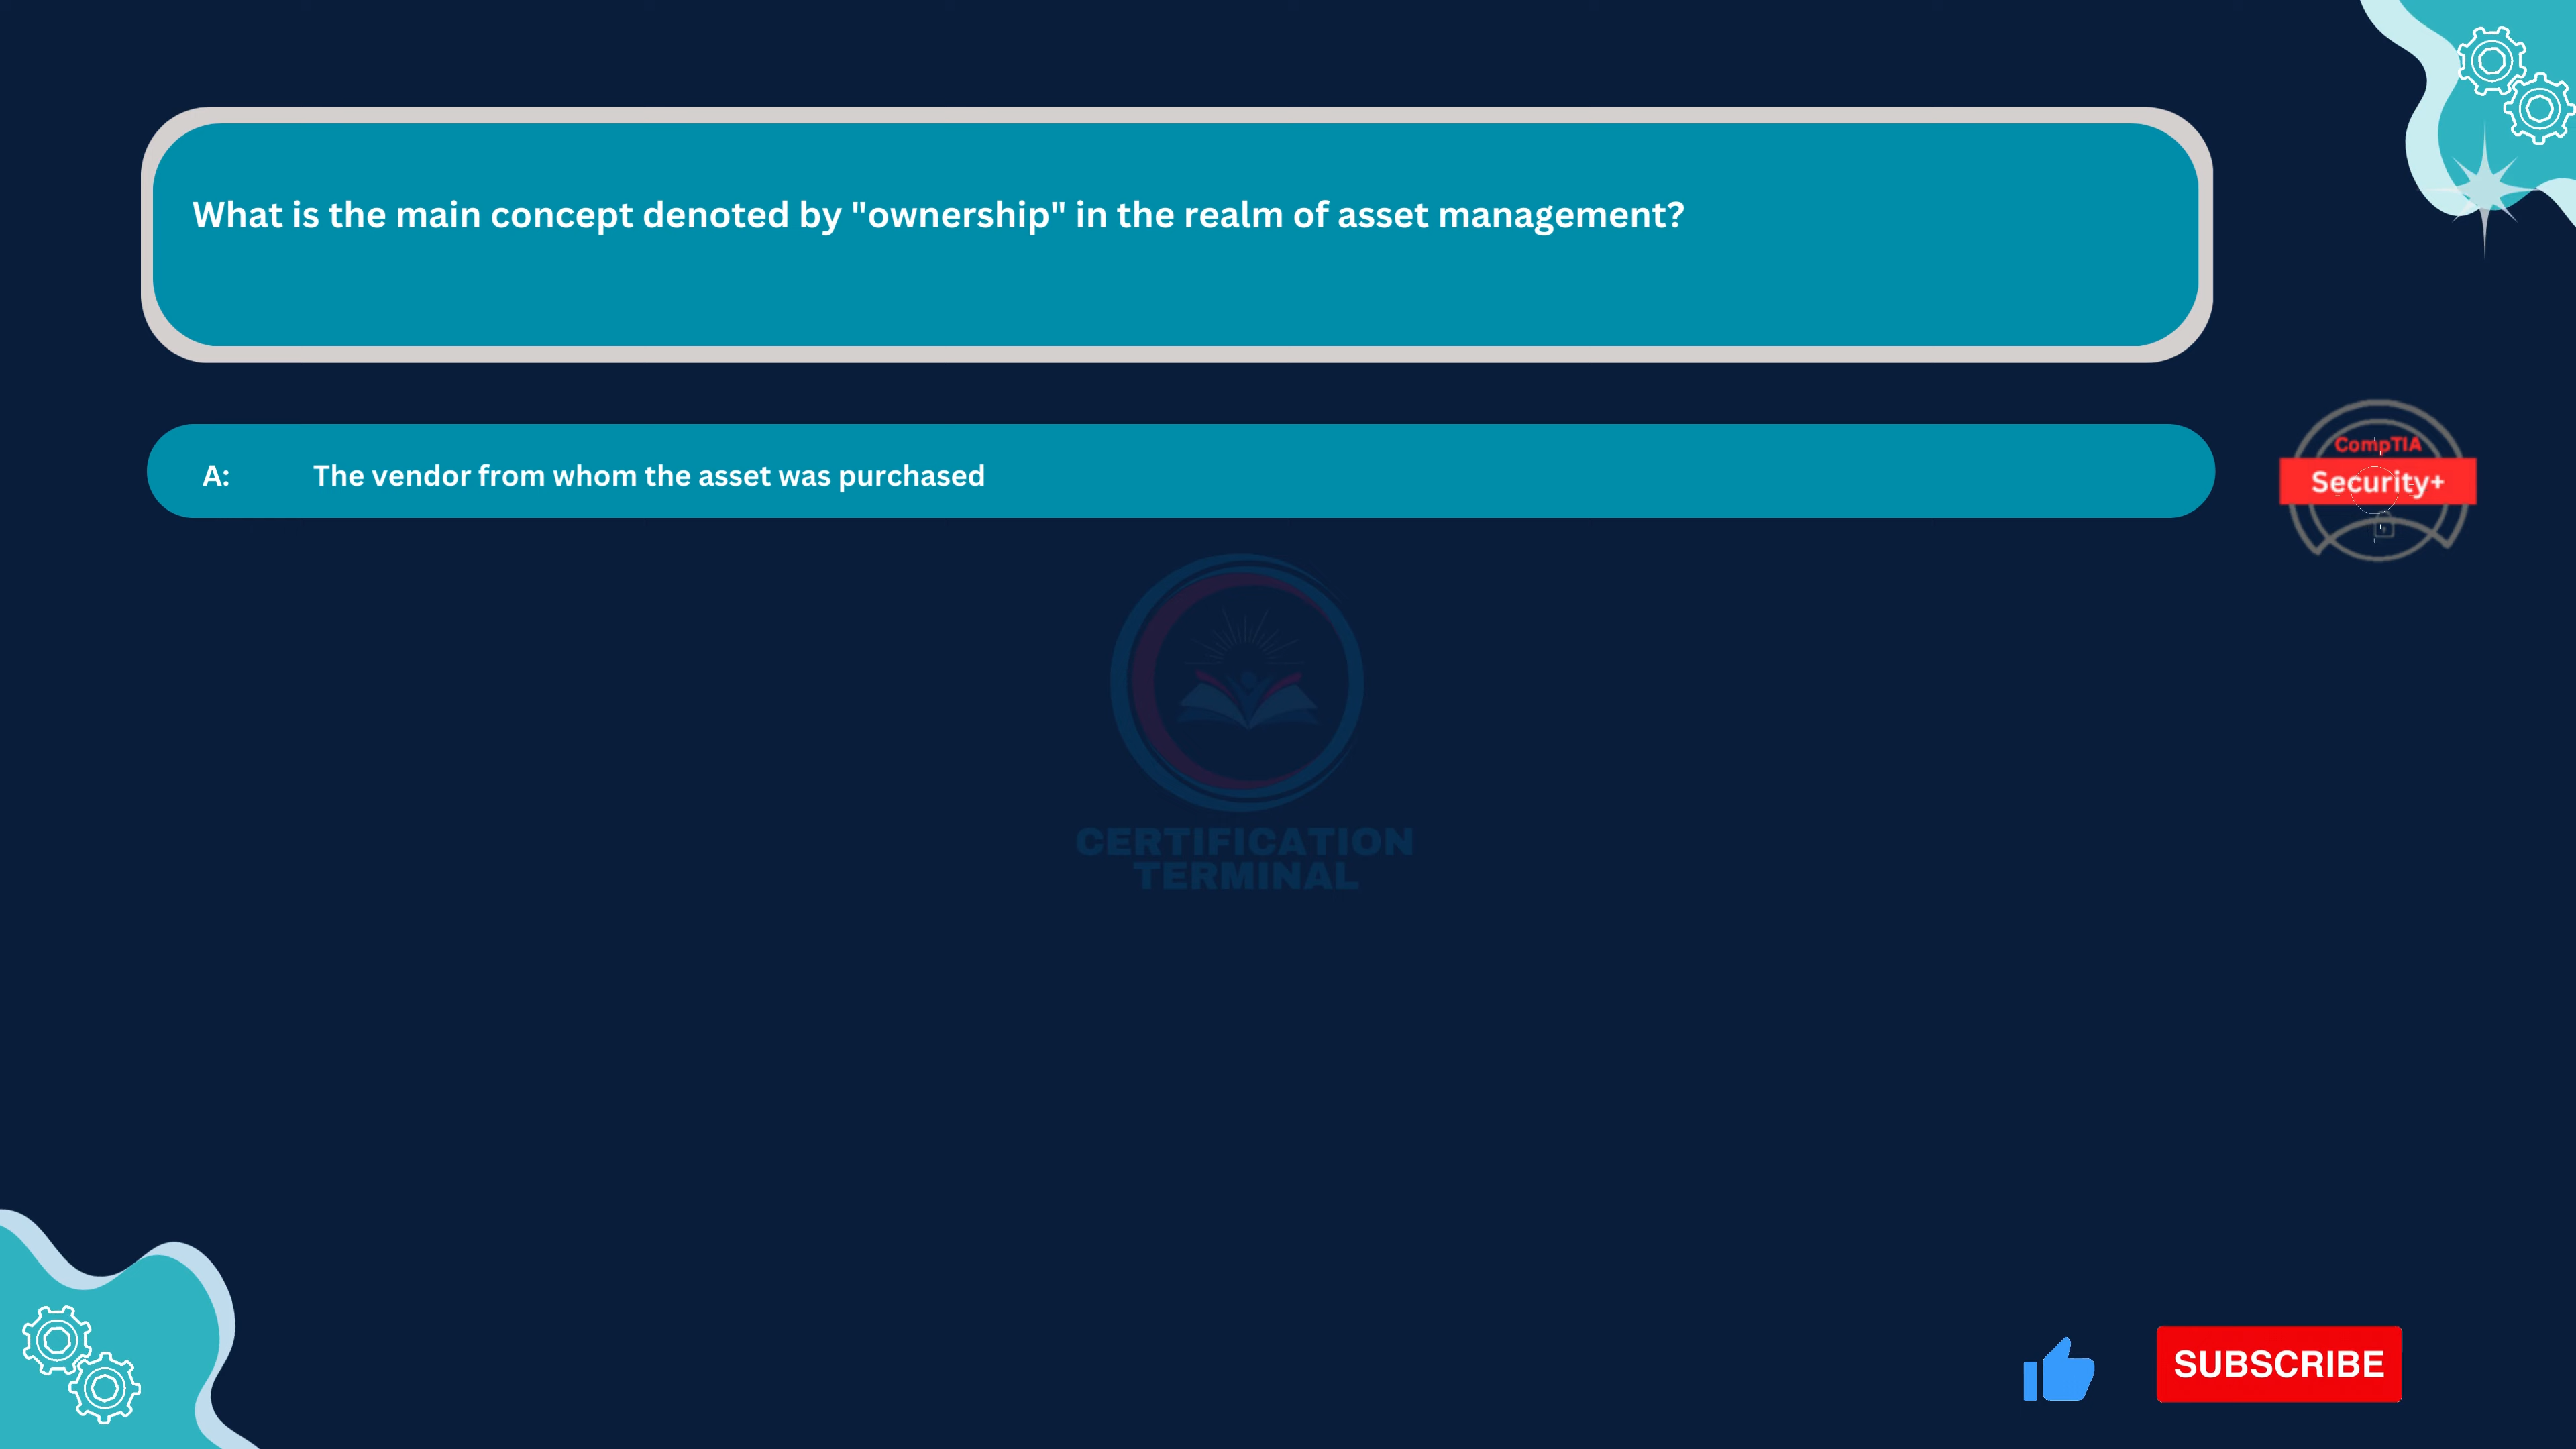 What is the main concept denoted by "ownership" in the realm of asset management?
A: The vendor from whom the asset was purchased
CompTIA
Security+
CERTIFICATION
TERMINAL
SUBSCRIBE